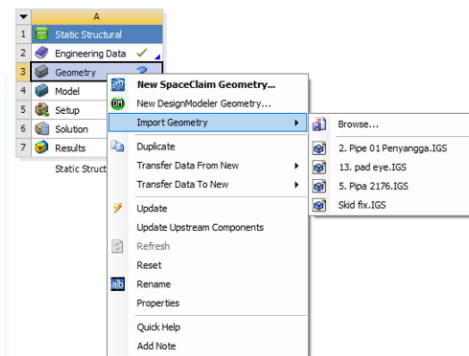 A
1 Static Structural
2 Engineering Data
3 Geometry
4 Model
5 Setup
6 Solution
7 Results
Static Struct
New SpaceClaim Geometry...
New DesignModeler Geometry...
Import Geometry
Duplicate
Transfer Data From New
Transfer Data To New
Update
Update Upstream Components
Refresh
Reset
a|b Rename
Properties
Quick Help
Add Note
Browse...
2. Pipe 01 Penyangga.IGS
13. pad eye.IGS
5. Pipa 2176.IGS
Skid fix.IGS